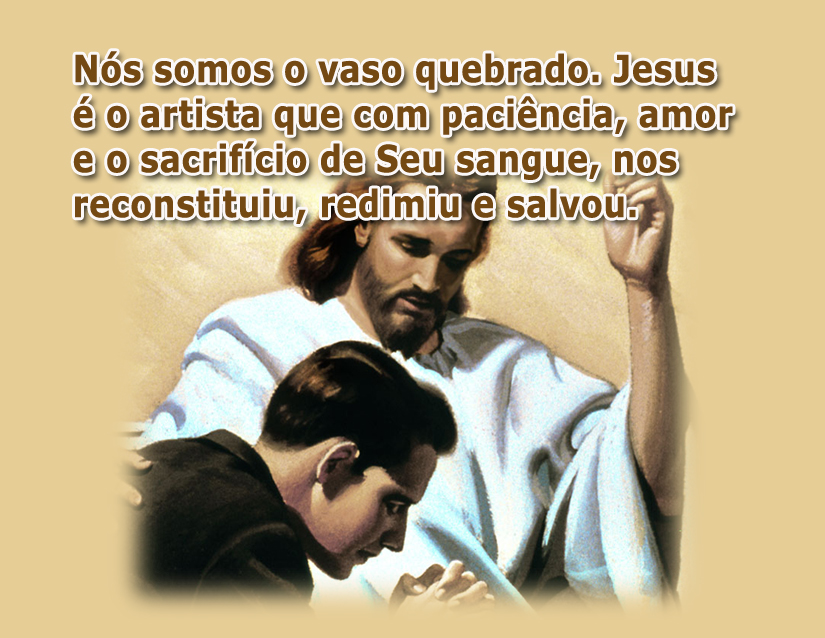 Nós somos o vaso quebrado. Jesus
é o artista que com paciência, amor
e o sacrifício de Seu sangue, nos
reconstituiu, redimiu e salvou.